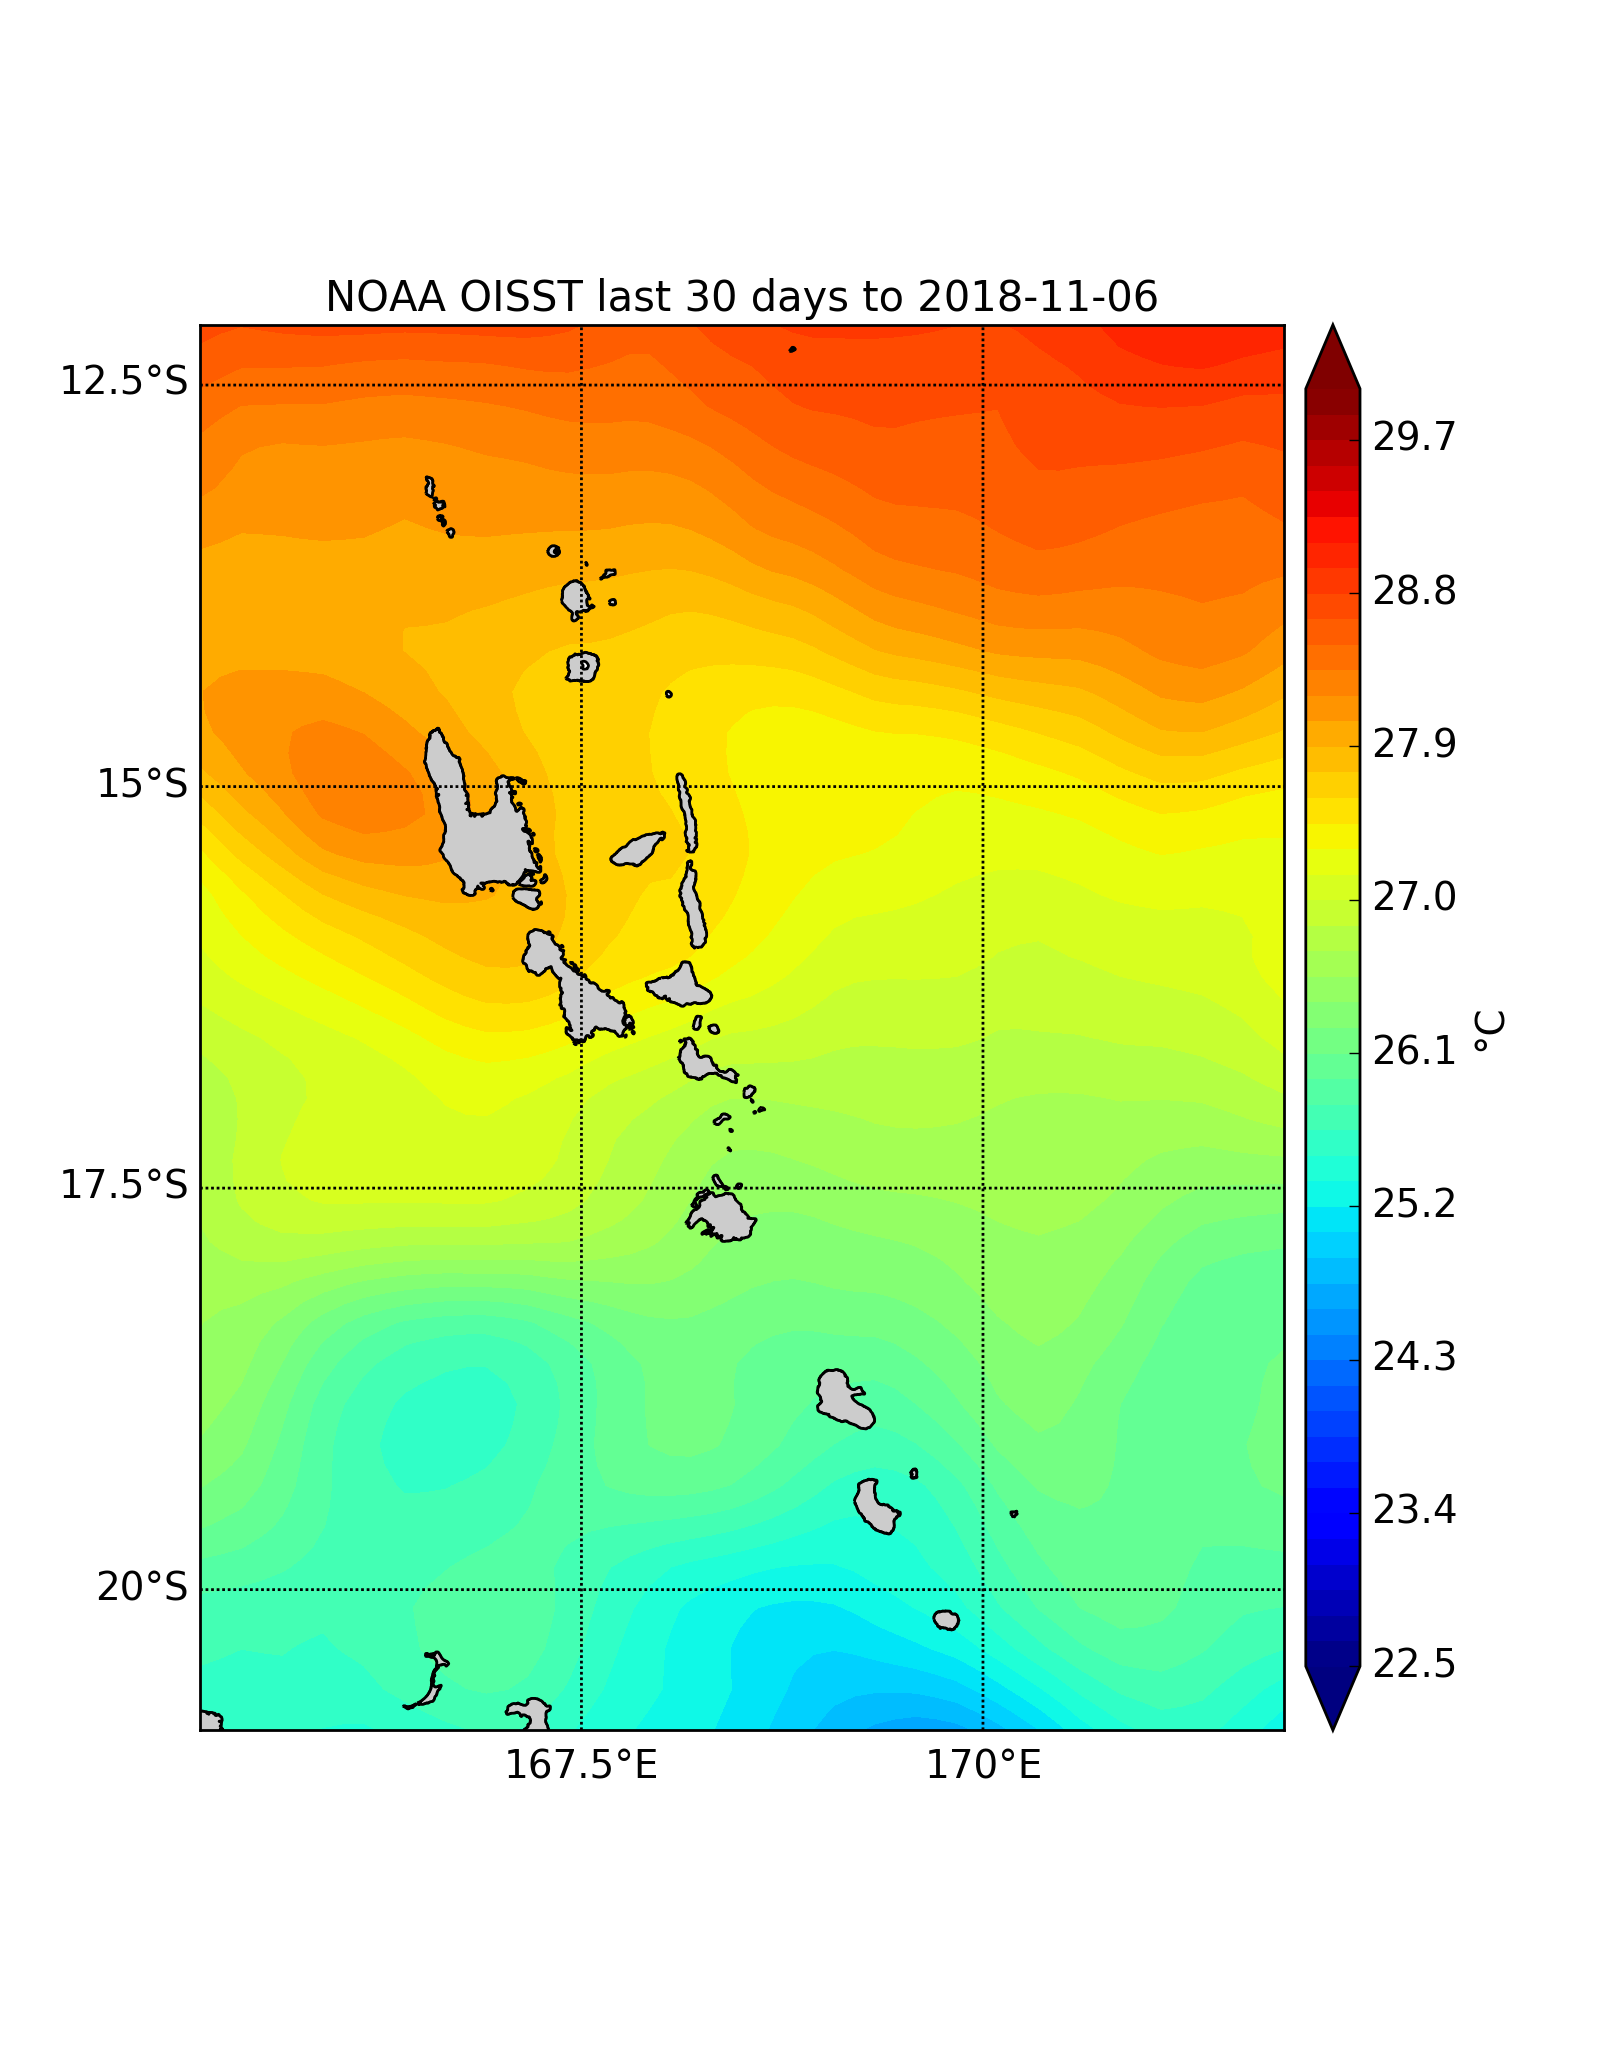 NOAA OISST last 30 days to 2018-11-06
12.5°S
15°S
17.5°S
20°S
167.5°E
170°E
29.7
28.8
27.9
27.0
26.1
25.2
24.3
23.4
22.5
°C